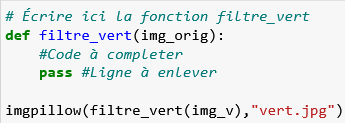 # Écrire ici la fonction filtre_vert
def filtre_vert(img_orig):
    #Code à completer
    pass #Ligne à enlever

imgpillow(filtre_vert(img_v),"vert.jpg")